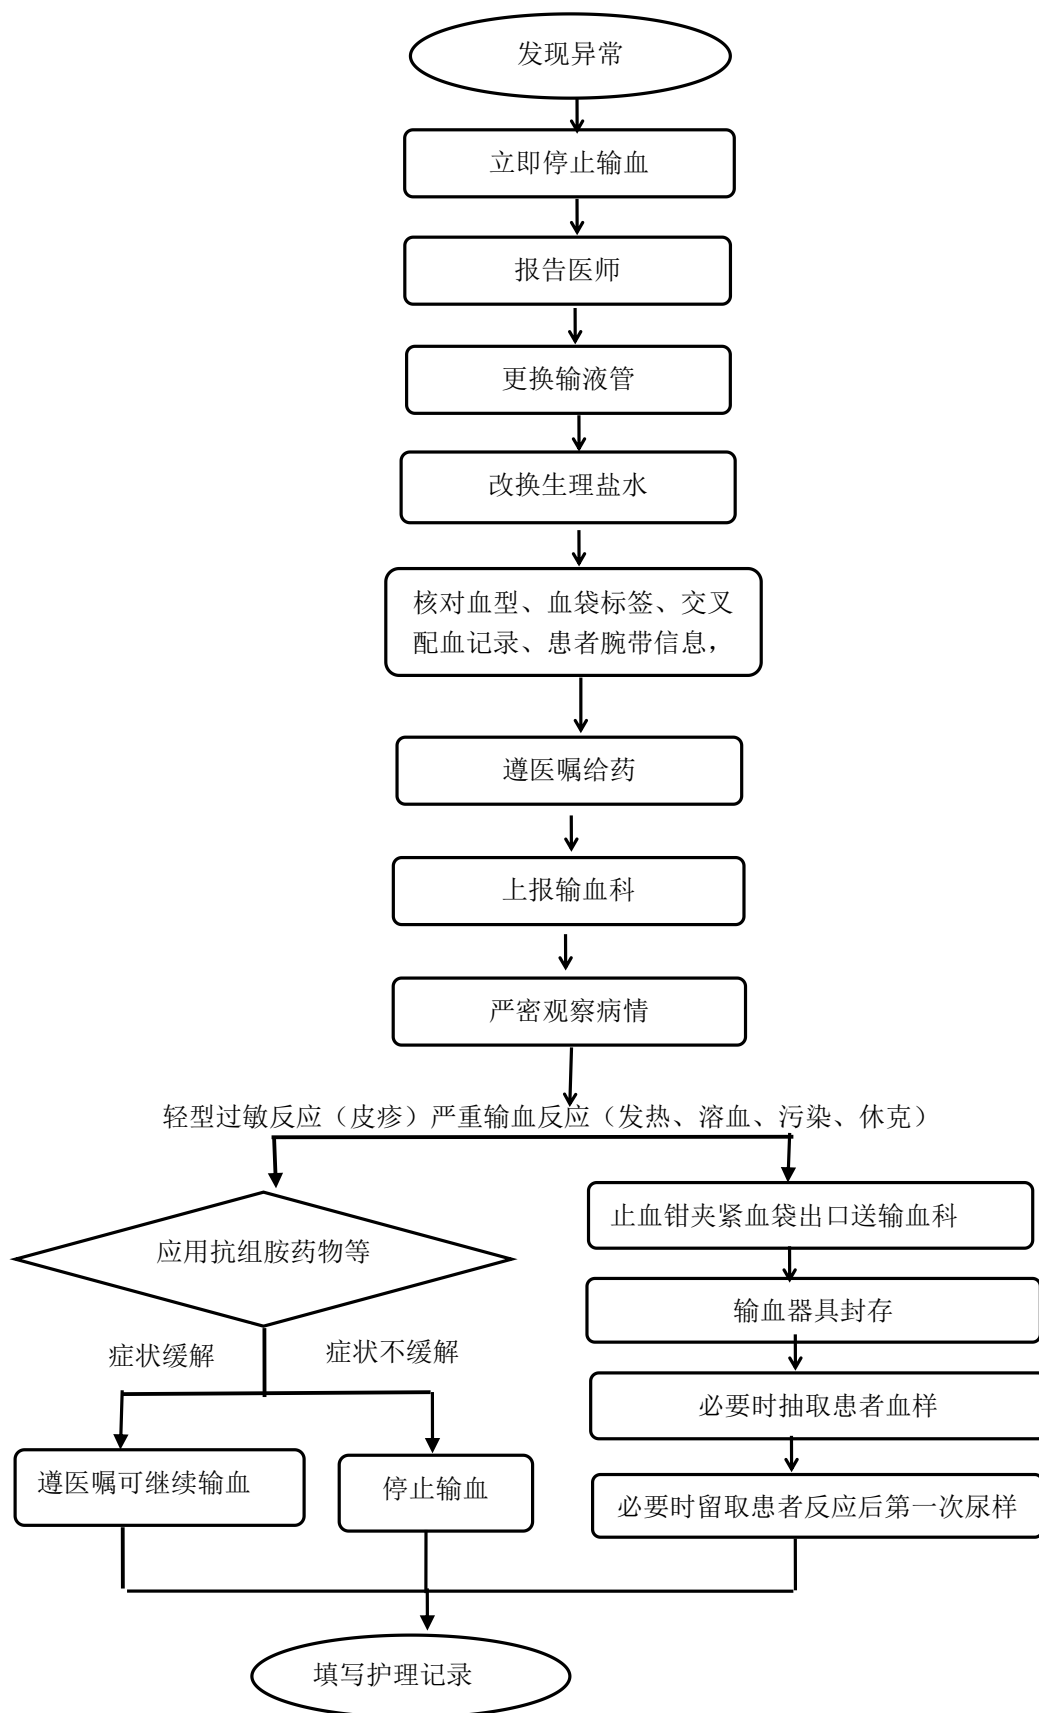 发现异常
立即停止输血
报告医师
更换输液管
改换生理盐水
核对血型、血袋标签、交叉
配血记录、患者腕带信息，
遵医嘱给药
上报输血科
严密观察病情
轻型过敏反应（皮疹）严重输血反应（发热、溶血、污染、休克）
应用抗组胺药物等
症状缓解
症状不缓解
遵医嘱可继续输血
停止输血
止血钳夹紧血袋出口送输血科
输血器具封存
必要时抽取患者血样
必要时留取患者反应后第一次尿样
填写护理记录